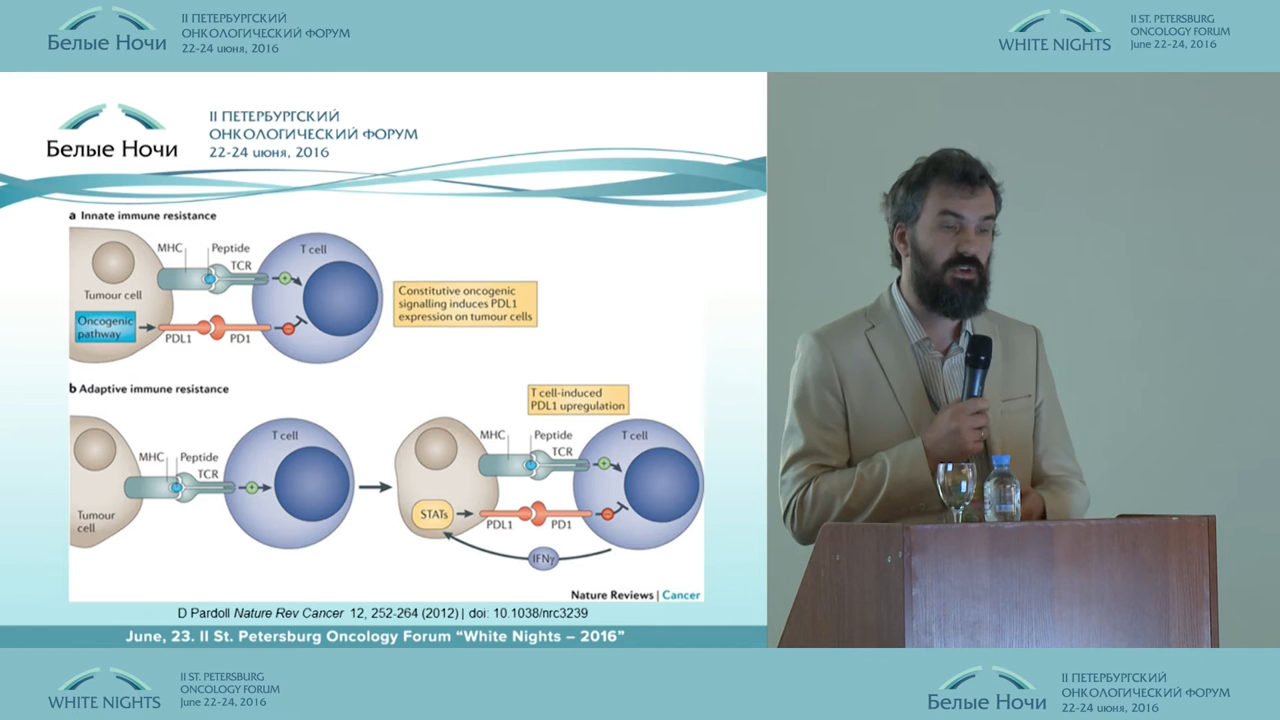 Белые Ночи
II ПЕТЕРБУРГСКИЙ
ОНКОЛОГИЧЕСКИЙ ФОРУМ
22-24 июня, 2016
WHITE NIGHTS
II ST. PETERSBURG
ONCOLOGY FORUM
June 22-24, 2016
Белые Ночи
II ПЕТЕРБУРГСКИЙ
ОНКОЛОГИЧЕСКИЙ ФОРУМ
22-24 июня, 2016
a Innate immune resistance
MHC
Peptide
TCR
T cell
Tumour cell
Oncogenic
pathway
PDL1
PD1
Constitutive oncogenic
signalling induces PDL1
expression on tumour cells
b Adaptive immune resistance
T cell-induced
PDL1 upregulation
MHC
Peptide
TCR
T cell
Tumour
cell
MHC
Peptide
TCR
T cell
STATs
PDL1
PD1
IFNγ
Nature Reviews | Cancer
D Pardoll Nature Rev Cancer 12, 252-264 (2012) | doi: 10.1038/nrc3239
June, 23. II St. Petersburg Oncology Forum “White Nights – 2016”
WHITE NIGHTS
II ST. PETERSBURG
ONCOLOGY FORUM
June 22-24, 2016
Белые Ночи
II ПЕТЕРБУРГСКИЙ
ОНКОЛОГИЧЕСКИЙ ФОРУМ
22-24 июня, 2016